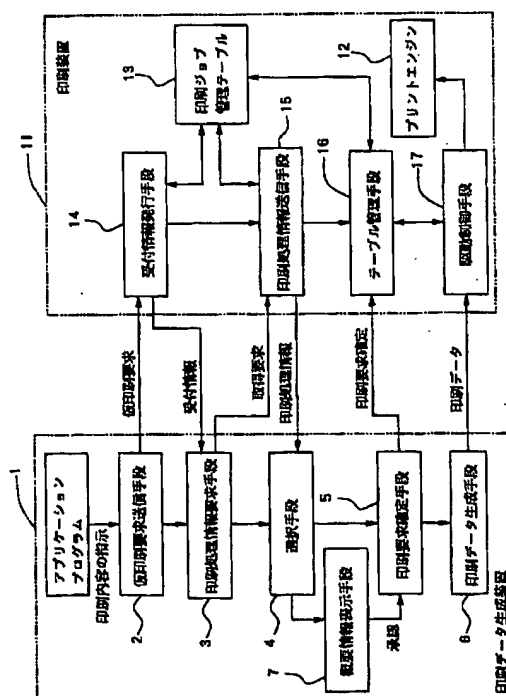 1
アプリケーション
プログラム
印刷内容の指示
仮印刷要求送信手段
2
印刷処理情報要求手段
3
選択手段
4
概要情報表示手段
7
承認
印刷要求確定手段
5
印刷データ生成手段
6
印刷データ生成装置
仮印刷要求
受付情報
取得要求
印刷処理情報
印刷要求確定
印刷データ
11
印刷装置
受付情報発行手段
14
印刷ジョブ
管理テーブル
13
印刷処理情報送信手段
15
テーブル管理手段
16
駆動制御手段
17
プリントエンジン
12